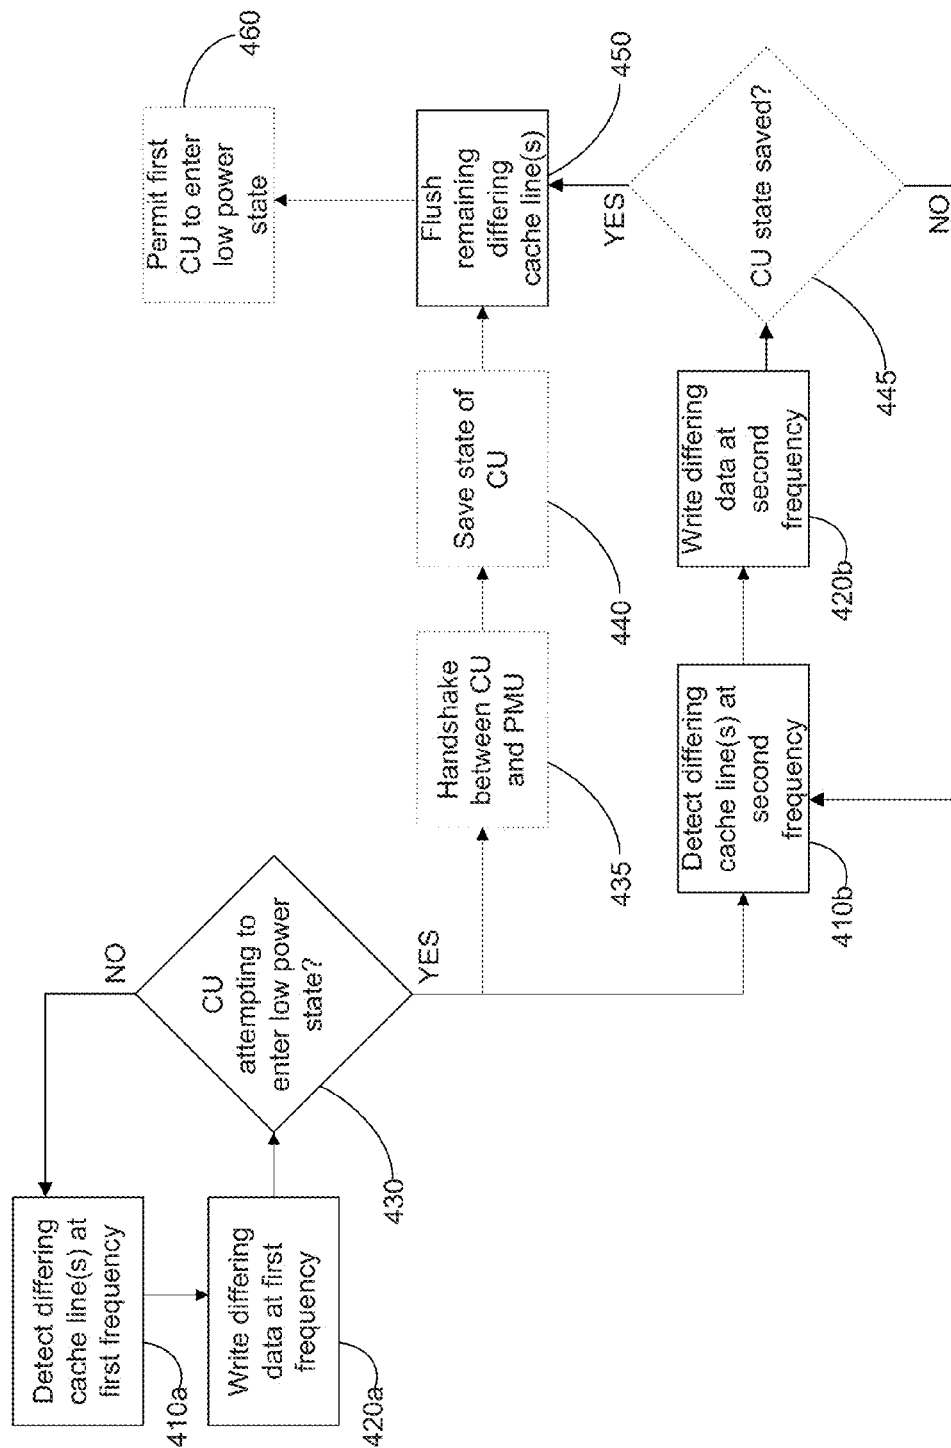 Detect differing
cache line(s) at
first frequency
410a
Write differing
data at first
frequency
420a
NO
CU
attempting to
enter low power
state?
430
YES
Handshake
between CU
and PMU
435
Save state of
CU
440
Flush
remaining
differing
cache line(s)
450
Permit first
CU to enter
low power
state
460
Detect differing
cache line(s) at
second
frequency
410b
Write differing
data at
second
frequency
420b
CU state saved?
445
YES
NO